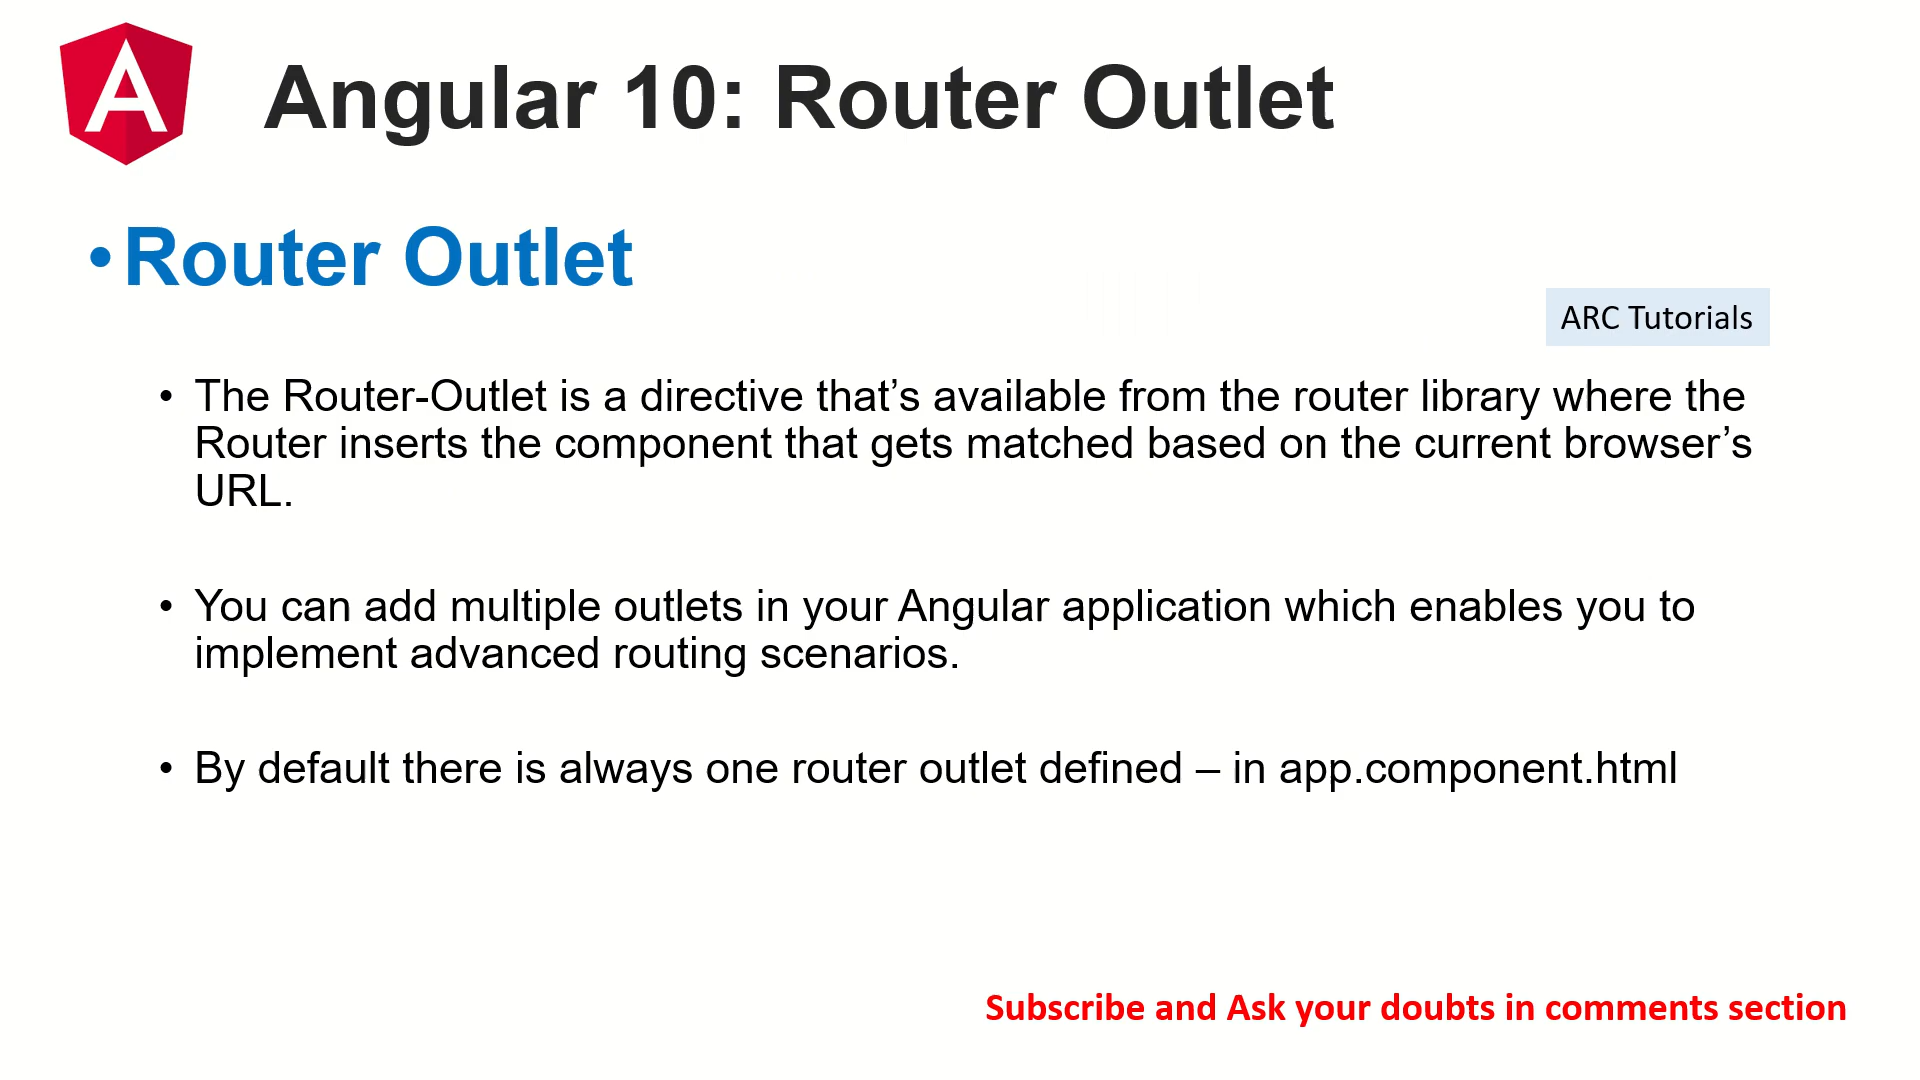 A
Angular 10: Router Outlet
•Router Outlet
ARC Tutorials
• The Router-Outlet is a directive that’s available from the router library where the
Router inserts the component that gets matched based on the current browser’s
URL.
• You can add multiple outlets in your Angular application which enables you to
implement advanced routing scenarios.
• By default there is always one router outlet defined – in app.component.html
Subscribe and Ask your doubts in comments section